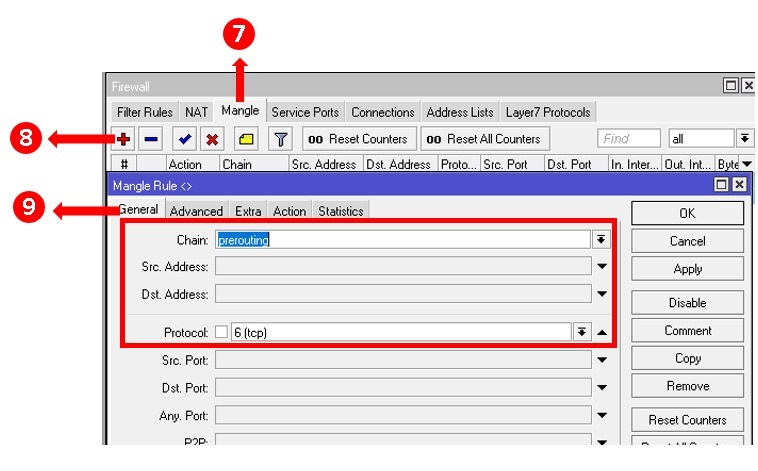 7
Firewall
Filter Rules NAT Mangle Service Ports Connections Address Lists Layer7 Protocols
8
00 Reset Counters 00 Reset All Counters Find all
# Action Chain Src. Address Dst. Address Proto... Src. Port Dst. Port In. Inter... Out. Int... Byte
Mangle Rule <>
9
General Advanced Extra Action Statistics
OK
Chain: prerouting
Cancel
Src. Address:
Apply
Dst. Address:
Disable
Protocol: 6 (tcp)
Comment
Src. Port:
Copy
Dst. Port:
Remove
Any. Port:
Reset Counters
P2P: